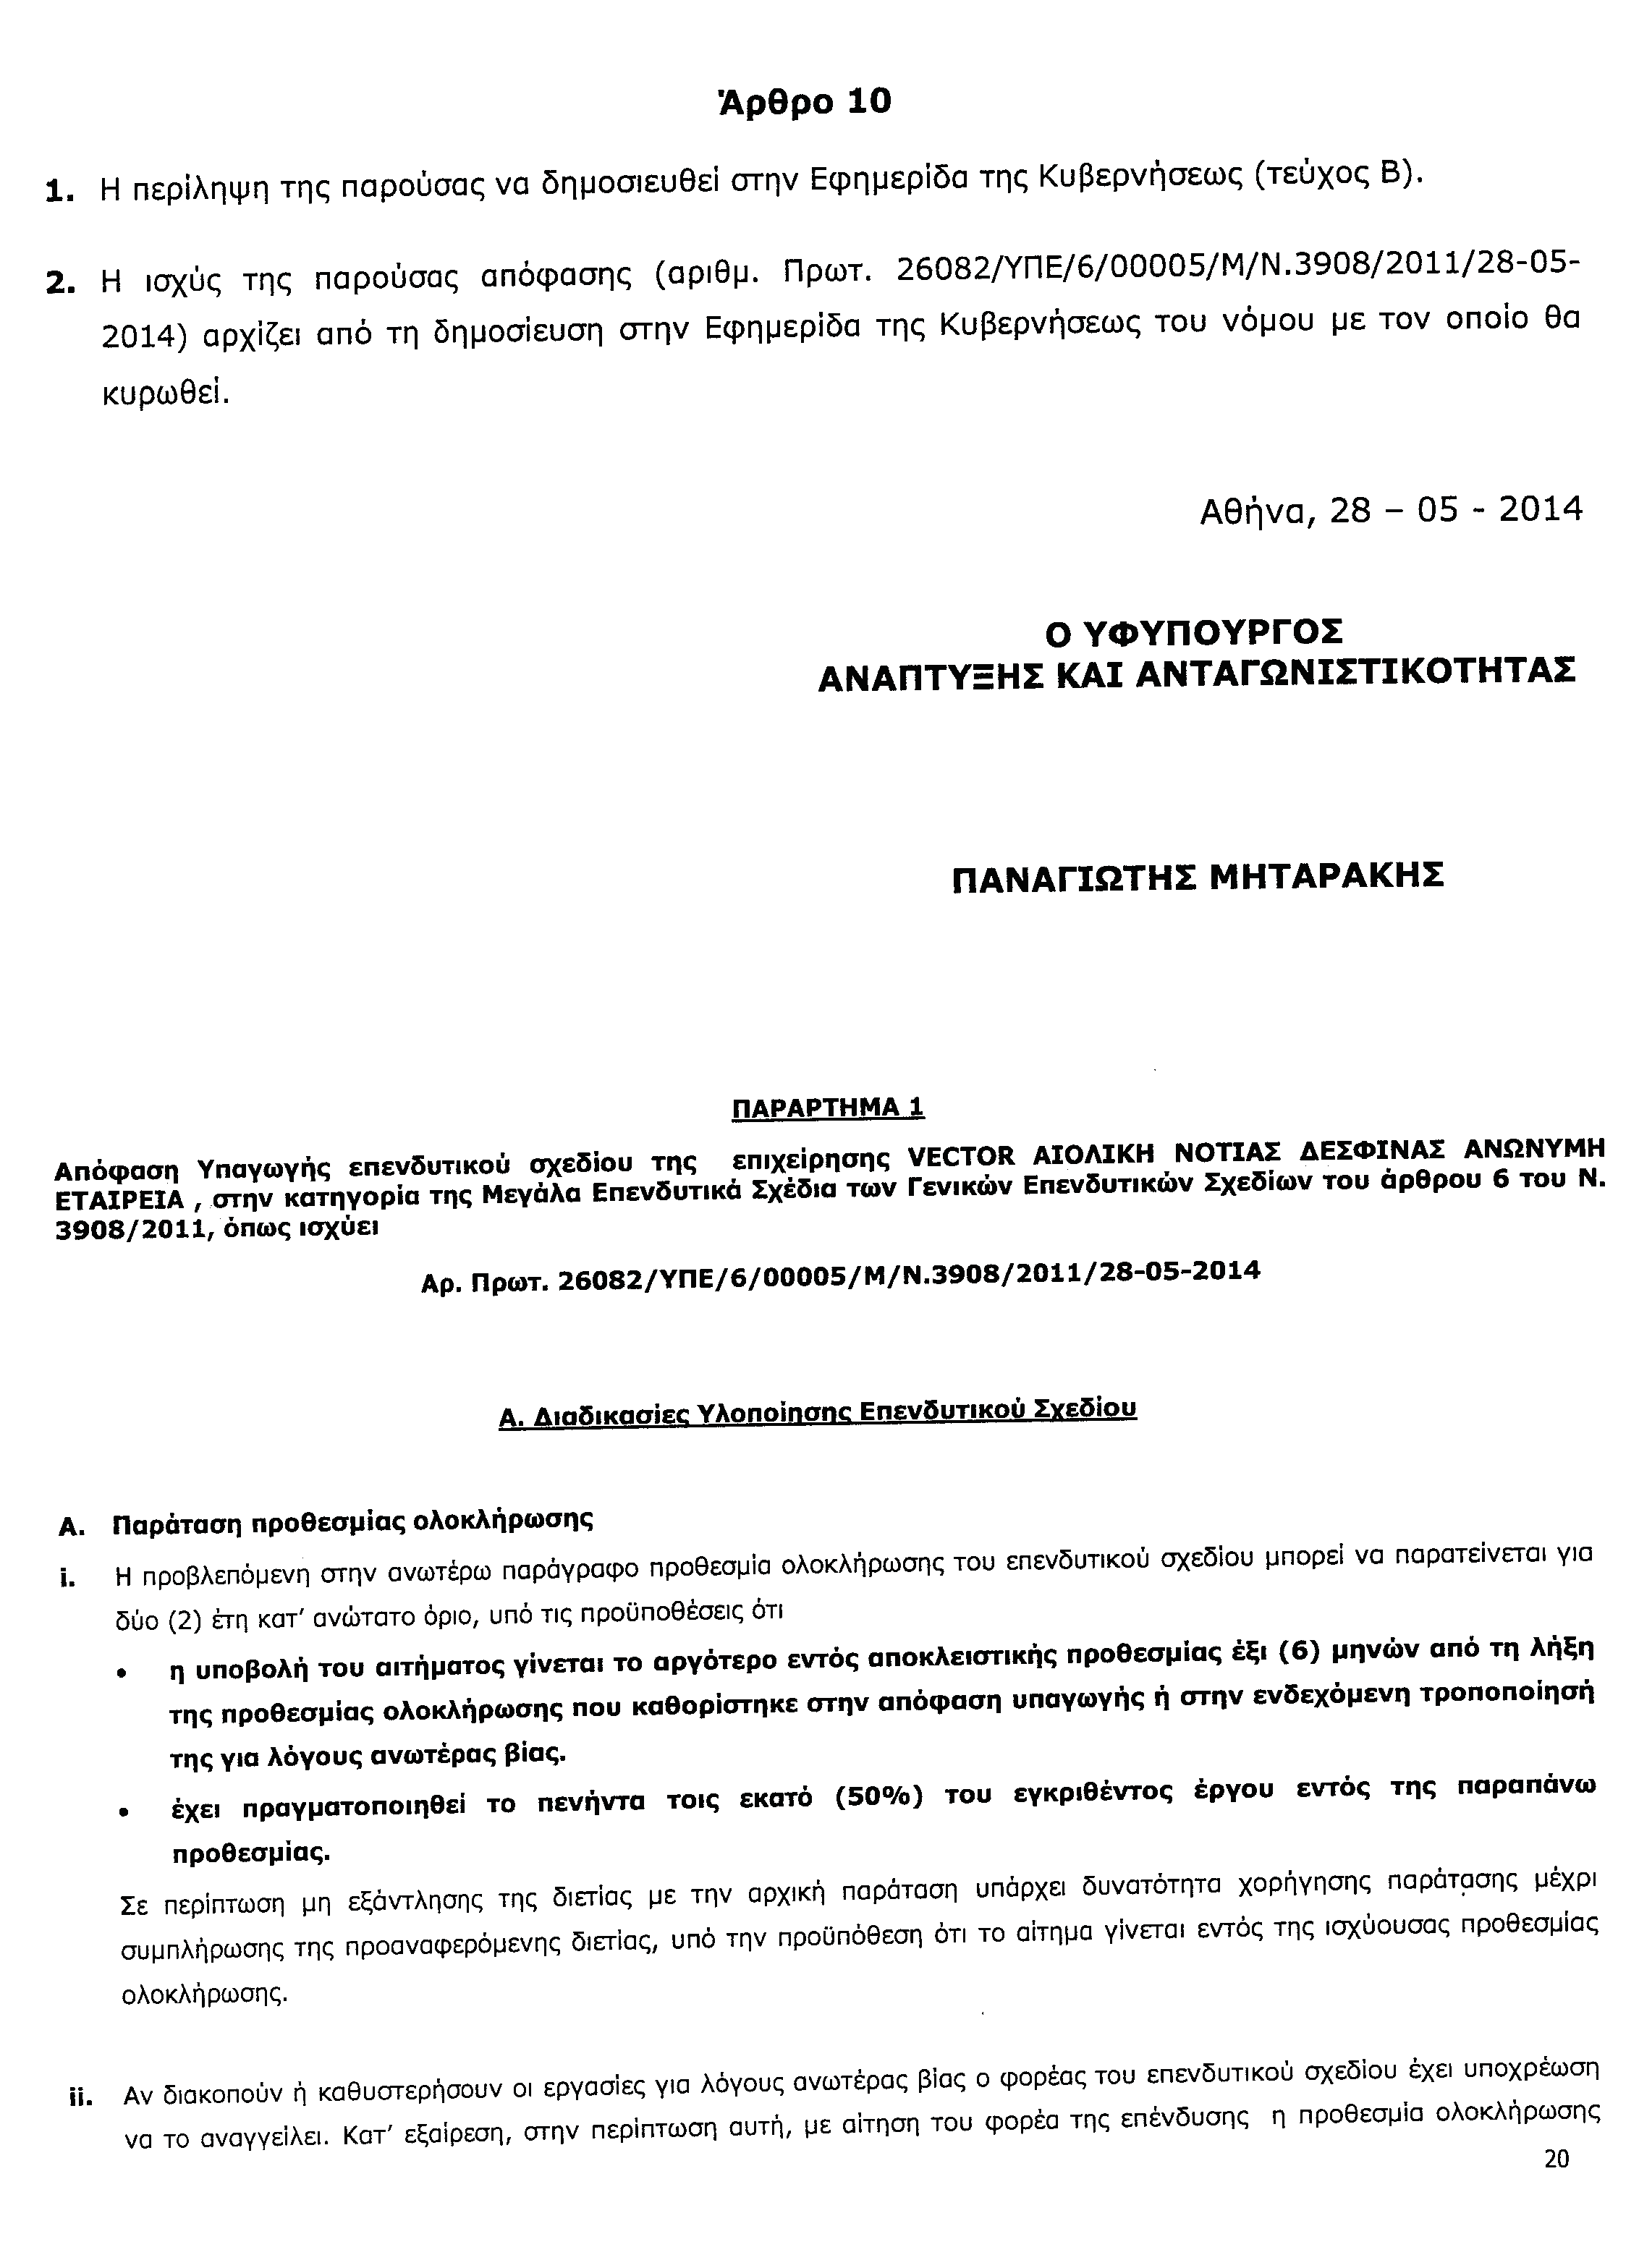 Άρθρο 10
1. Η περίληψη της παρούσας να δημοσιευθεί στην Εφημερίδα της Κυβερνήσεως (τεύχος Β).
2. Η ισχύς της παρούσας απόφασης (αριθμ. Πρωτ. 26082/ΥΠΕ/6/00005/Μ/Ν.3908/2011/28-05-
2014) αρχίζει από τη δημοσίευση στην Εφημερίδα της Κυβερνήσεως του νόμου με τον οποίο θα
κυρωθεί.
Αθήνα, 28 – 05 - 2014
Ο ΥΦΥΠΟΥΡΓΟΣ
ΑΝΑΠΤΥΞΗΣ ΚΑΙ ΑΝΤΑΓΩΝΙΣΤΙΚΟΤΗΤΑΣ
ΠΑΝΑΓΙΩΤΗΣ ΜΗΤΑΡΑΚΗΣ
ΠΑΡΑΡΤΗΜΑ 1
Απόφαση Υπαγωγής επενδυτικού σχεδίου της επιχείρησης VECTOR ΑΙΟΛΙΚΗ ΝΟΤΙΑΣ ΔΕΣΦΙΝΑΣ ΑΝΩΝΥΜΗ
ΕΤΑΙΡΕΙΑ , στην κατηγορία της Μεγάλα Επενδυτικά Σχέδια των Γενικών Επενδυτικών Σχεδίων του άρθρου 6 του Ν.
3908/2011, όπως ισχύει
Αρ. Πρωτ. 26082/ΥΠΕ/6/00005/Μ/Ν.3908/2011/28-05-2014
Α. Διαδικασίες Υλοποίησης Επενδυτικού Σχεδίου
Α. Παράταση προθεσμίας ολοκλήρωσης
i. Η προβλεπόμενη στην ανωτέρω παράγραφο προθεσμία ολοκλήρωσης του επενδυτικού σχεδίου μπορεί να παρατείνεται για
δύο (2) έτη κατ’ ανώτατο όριο, υπό τις προϋποθέσεις ότι
• η υποβολή του αιτήματος γίνεται το αργότερο εντός αποκλειστικής προθεσμίας έξι (6) μηνών από τη λήξη
της προθεσμίας ολοκλήρωσης που καθορίστηκε στην απόφαση υπαγωγής ή στην ενδεχόμενη τροποποίησή
της για λόγους ανωτέρας βίας.
• έχει πραγματοποιηθεί το πενήντα τοις εκατό (50%) του εγκριθέντος έργου εντός της παραπάνω
προθεσμίας.
Σε περίπτωση μη εξάντλησης της διετίας με την αρχική παράταση υπάρχει δυνατότητα χορήγησης παράτασης μέχρι
συμπλήρωσης της προαναφερόμενης διετίας, υπό την προϋπόθεση ότι το αίτημα γίνεται εντός της ισχύουσας προθεσμίας
ολοκλήρωσης.
ii. Αν διακοπούν ή καθυστερήσουν οι εργασίες για λόγους ανωτέρας βίας ο φορέας του επενδυτικού σχεδίου έχει υποχρέωση
να το αναγγείλει. Κατ’ εξαίρεση, στην περίπτωση αυτή, με αίτηση του φορέα της επένδυσης η προθεσμία ολοκλήρωσης
20